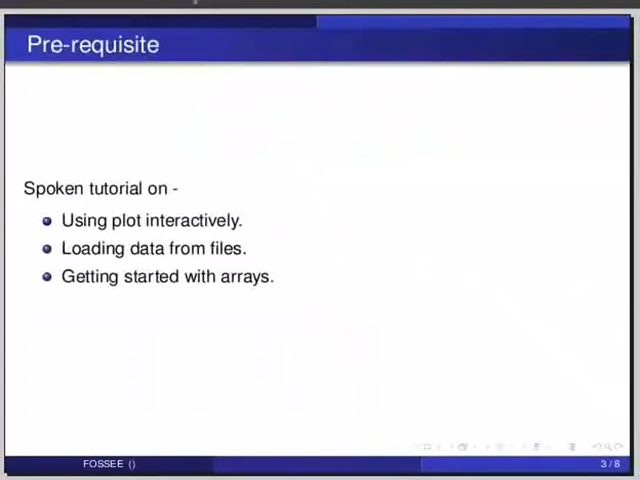 Pre-requisite
Spoken tutorial on -
Using plot interactively.
Loading data from files.
Getting started with arrays.
FOSSEE ()
3 / 8